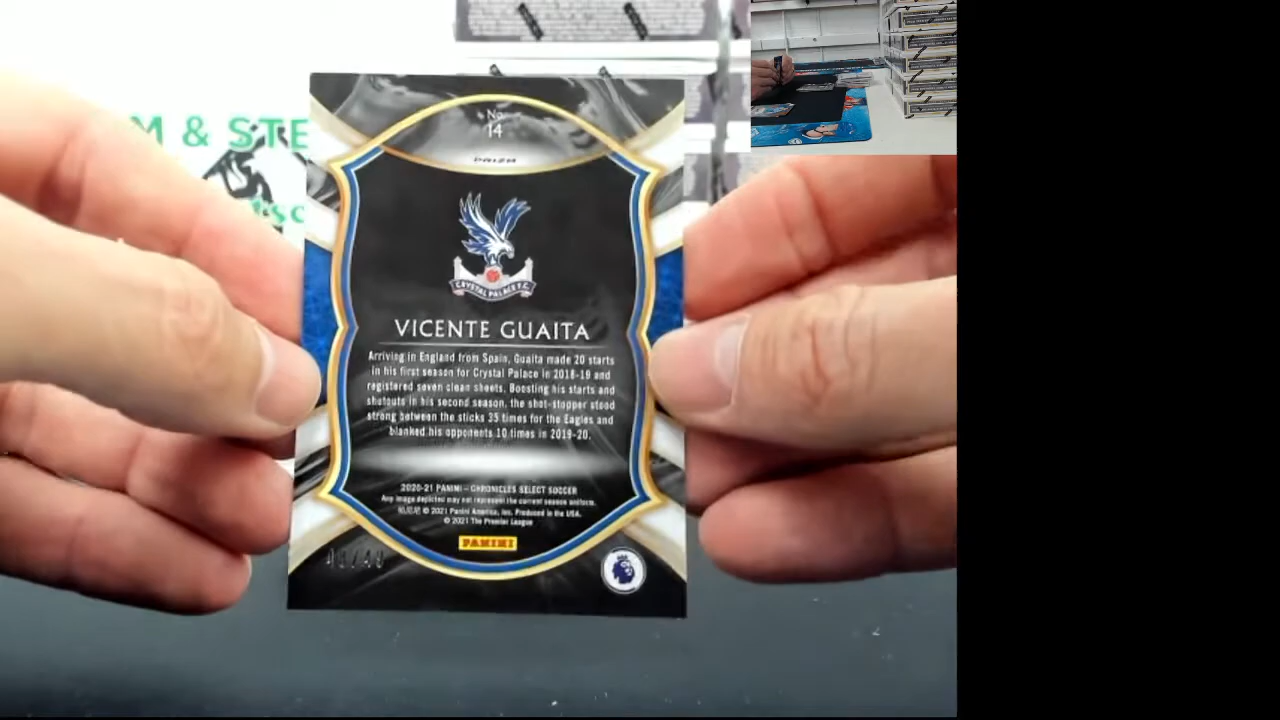 M & STE
No.
14
PRIZM
CRYSTAL PALACE F.C.
VICENTE GUAITA
Arriving in England from Spain, Guaita made 20 starts
in his first season for Crystal Palace in 2018-19 and
registered seven clean sheets. Boosting his starts and
shutouts in his second season, the shot-stopper stood
strong between the sticks 35 times for the Eagles and
blanked his opponents 10 times in 2019-20.
2020-21 PANINI – CHRONICLES SELECT SOCCER
Any image depicted may not represent the current season uniform.
© 2021 Panini America, Inc. Produced in the USA.
© 2021 The Premier League
PANINI